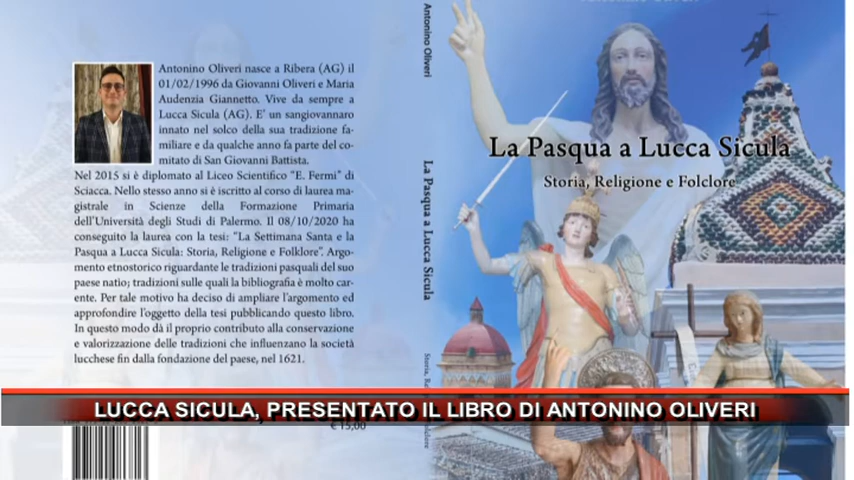 Antonino Oliveri nasce a Ribera (AG) il
01/02/1996 da Giovanni Oliveri e Maria
Audenzia Giannetto. Vive da sempre a
Lucca Sicula (AG). E' un sangiovannaro
innato nel solco della sua tradizione fa-
miliare e da qualche anno fa parte del co-
mitato di San Giovanni Battista.
Nel 2015 si è diplomato al Liceo Scientifico "E. Fermi" di
Sciacca. Nello stesso anno si è iscritto al corso di laurea ma-
gistrale in Scienze della Formazione Primaria
dell'Università degli Studi di Palermo. Il 08/10/2020 ha
conseguito la laurea con la tesi: "La Settimana Santa e la
Pasqua a Lucca Sicula: Storia, Religione e Folklore". Argo-
mento etnostorico riguardante le tradizioni pasquali del suo
paese natio; tradizioni sulle quali la bibliografia è molto car-
ente. Per tale motivo ha deciso di ampliare l'argomento ed
approfondire l'oggetto della tesi pubblicando questo libro.
In questo modo dà il proprio contributo alla conservazione
e valorizzazione delle tradizioni che influenzano la società
lucchese fin dalla fondazione del paese, nel 1621.
€ 15,00
Antonino Oliveri
La Pasqua a Lucca Sicula
La Pasqua a Lucca Sicula
Storia, Religione e Folclore
LUCCA SICULA, PRESENTATO IL LIBRO DI ANTONINO OLIVERI